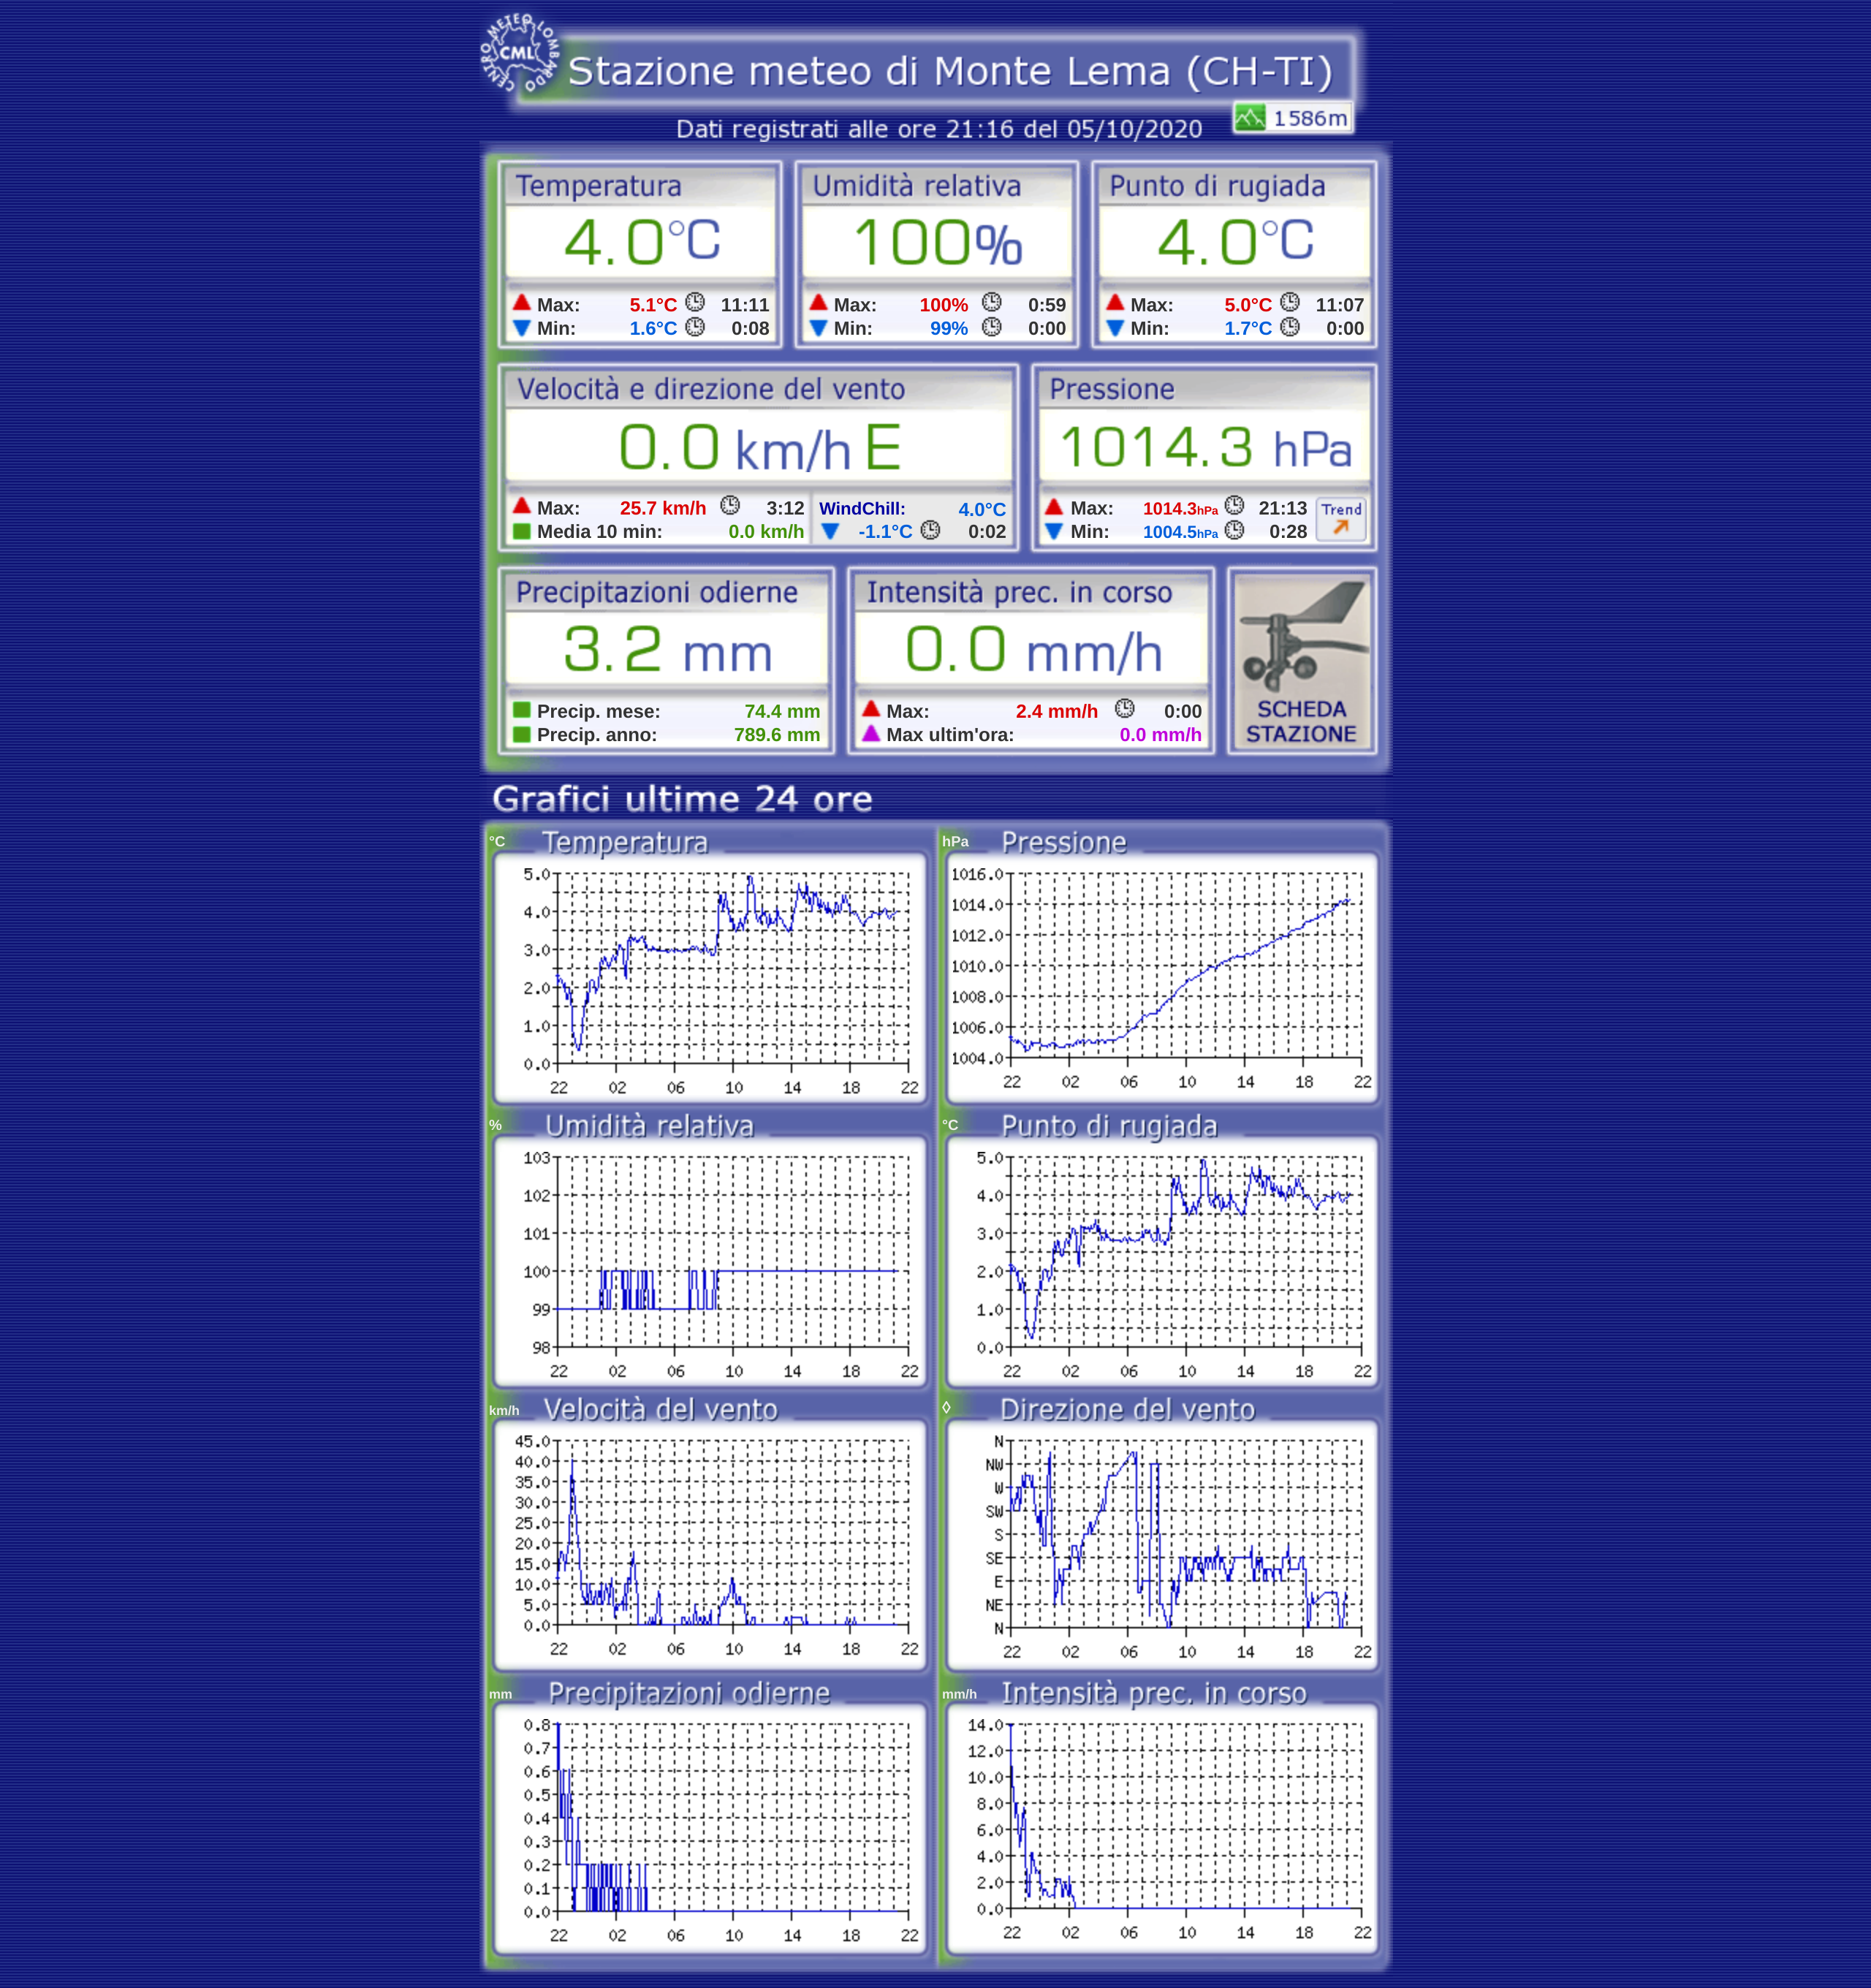 CENTRO METEO LOMBARDO
CML
Stazione meteo di Monte Lema (CH-TI)
1586m
Dati registrati alle ore 21:16 del 05/10/2020
Temperatura
4.0°C
Max: 5.1°C 11:11
Min: 1.6°C 0:08
Umidità relativa
100%
Max: 100% 0:59
Min: 99% 0:00
Punto di rugiada
4.0°C
Max: 5.0°C 11:07
Min: 1.7°C 0:00
Velocità e direzione del vento
0.0 km/h E
Max: 25.7 km/h 3:12
Media 10 min: 0.0 km/h
WindChill: 4.0°C
-1.1°C 0:02
Pressione
1014.3 hPa
Max: 1014.3hPa 21:13
Min: 1004.5hPa 0:28
Trend
Precipitazioni odierne
3.2 mm
Precip. mese: 74.4 mm
Precip. anno: 789.6 mm
Intensità prec. in corso
0.0 mm/h
Max: 2.4 mm/h 0:00
Max ultim'ora: 0.0 mm/h
SCHEDA
STAZIONE
Grafici ultime 24 ore
°C Temperatura
5.0
4.0
3.0
2.0
1.0
0.0
22 02 06 10 14 18 22
hPa Pressione
1016.0
1014.0
1012.0
1010.0
1008.0
1006.0
1004.0
22 02 06 10 14 18 22
% Umidità relativa
103
102
101
100
99
98
22 02 06 10 14 18 22
°C Punto di rugiada
5.0
4.0
3.0
2.0
1.0
0.0
22 02 06 10 14 18 22
km/h Velocità del vento
45.0
40.0
35.0
30.0
25.0
20.0
15.0
10.0
5.0
0.0
22 02 06 10 14 18 22
◊ Direzione del vento
N
NW
W
SW
S
SE
E
NE
N
22 02 06 10 14 18 22
mm Precipitazioni odierne
0.8
0.7
0.6
0.5
0.4
0.3
0.2
0.1
0.0
22 02 06 10 14 18 22
mm/h Intensità prec. in corso
14.0
12.0
10.0
8.0
6.0
4.0
2.0
0.0
22 02 06 10 14 18 22